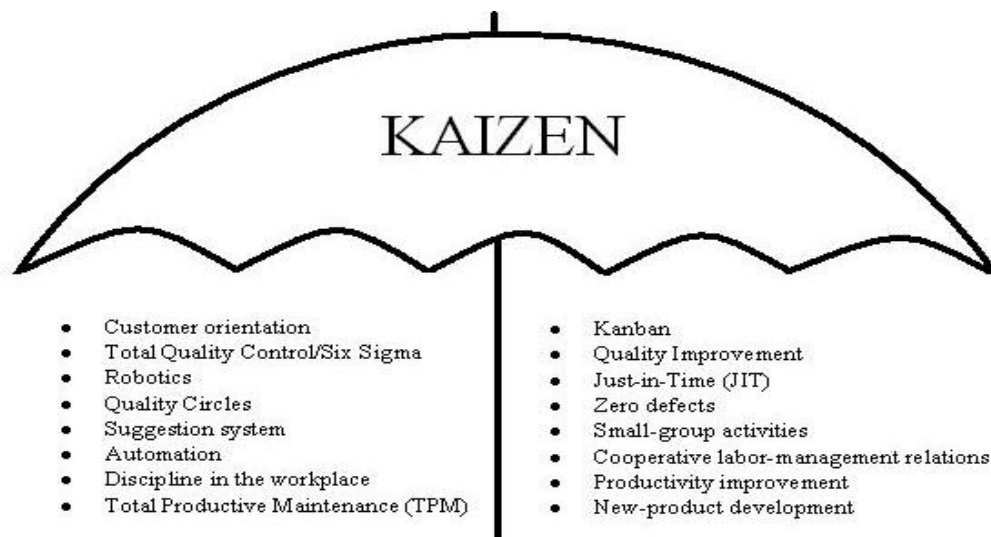 KAIZEN
• Customer orientation
• Total Quality Control/Six Sigma
• Robotics
• Quality Circles
• Suggestion system
• Automation
• Discipline in the workplace
• Total Productive Maintenance (TPM)
• Kanban
• Quality Improvement
• Just-in-Time (JIT)
• Zero defects
• Small-group activities
• Cooperative labor-management relations
• Productivity improvement
• New-product development